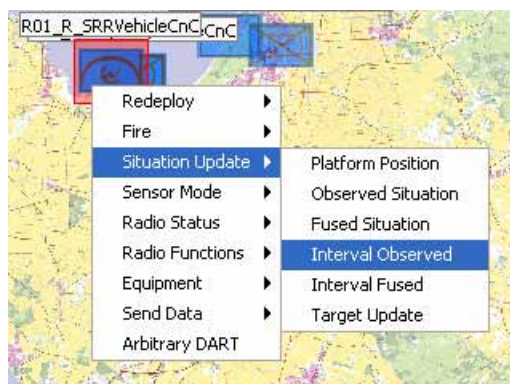 R01_R_SRRVehicleCnC
CnC
Redeploy
Fire
Situation Update
Sensor Mode
Radio Status
Radio Functions
Equipment
Send Data
Arbitrary DART
Platform Position
Observed Situation
Fused Situation
Interval Observed
Interval Fused
Target Update